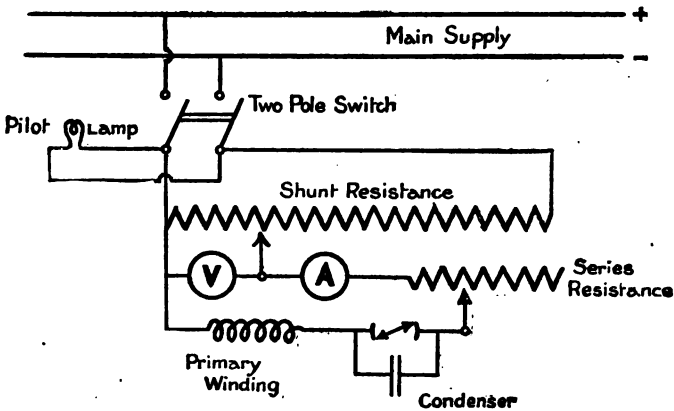 +
Main Supply
−
Two Pole Switch
Pilot Lamp
Shunt Resistance
V
A
Series
Resistance
Primary
Winding
Condenser